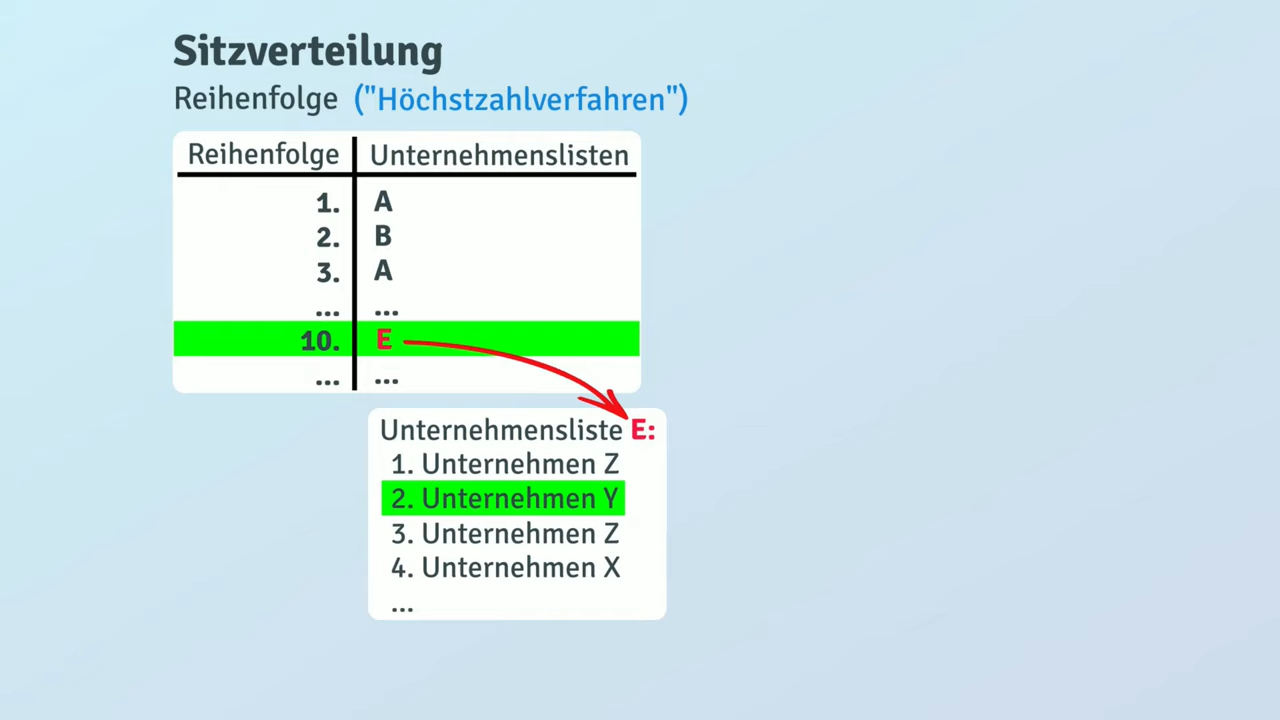 Sitzverteilung
Reihenfolge ("Höchstzahlverfahren")
Reihenfolge Unternehmenslisten
1. A
2. B
3. A
... ...
10. E
... ...
Unternehmensliste E:
1. Unternehmen Z
2. Unternehmen Y
3. Unternehmen Z
4. Unternehmen X
...